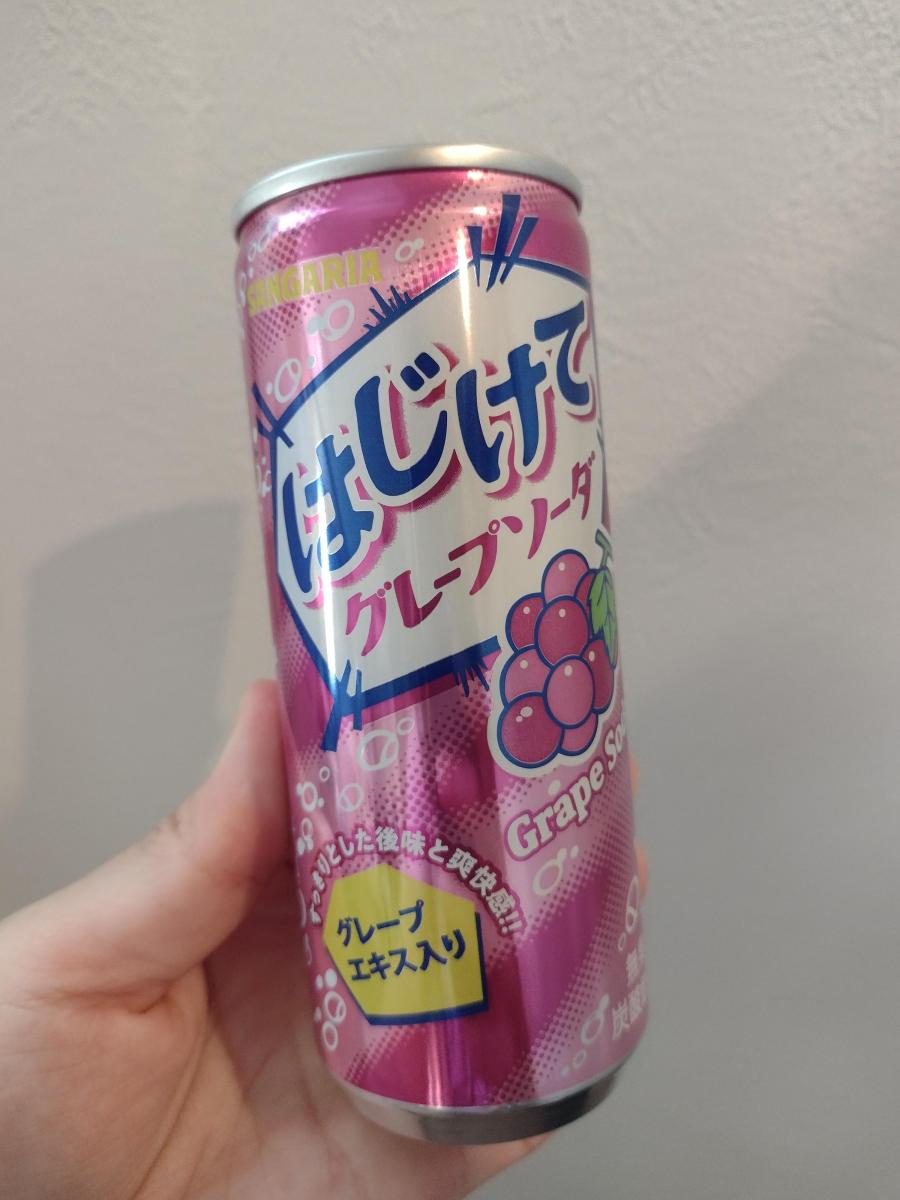 SANGARIA
はじけて
グレープソーダ
Grape
すっきりとした後味と爽快感!!
グレープ
エキス入り
無
炭酸